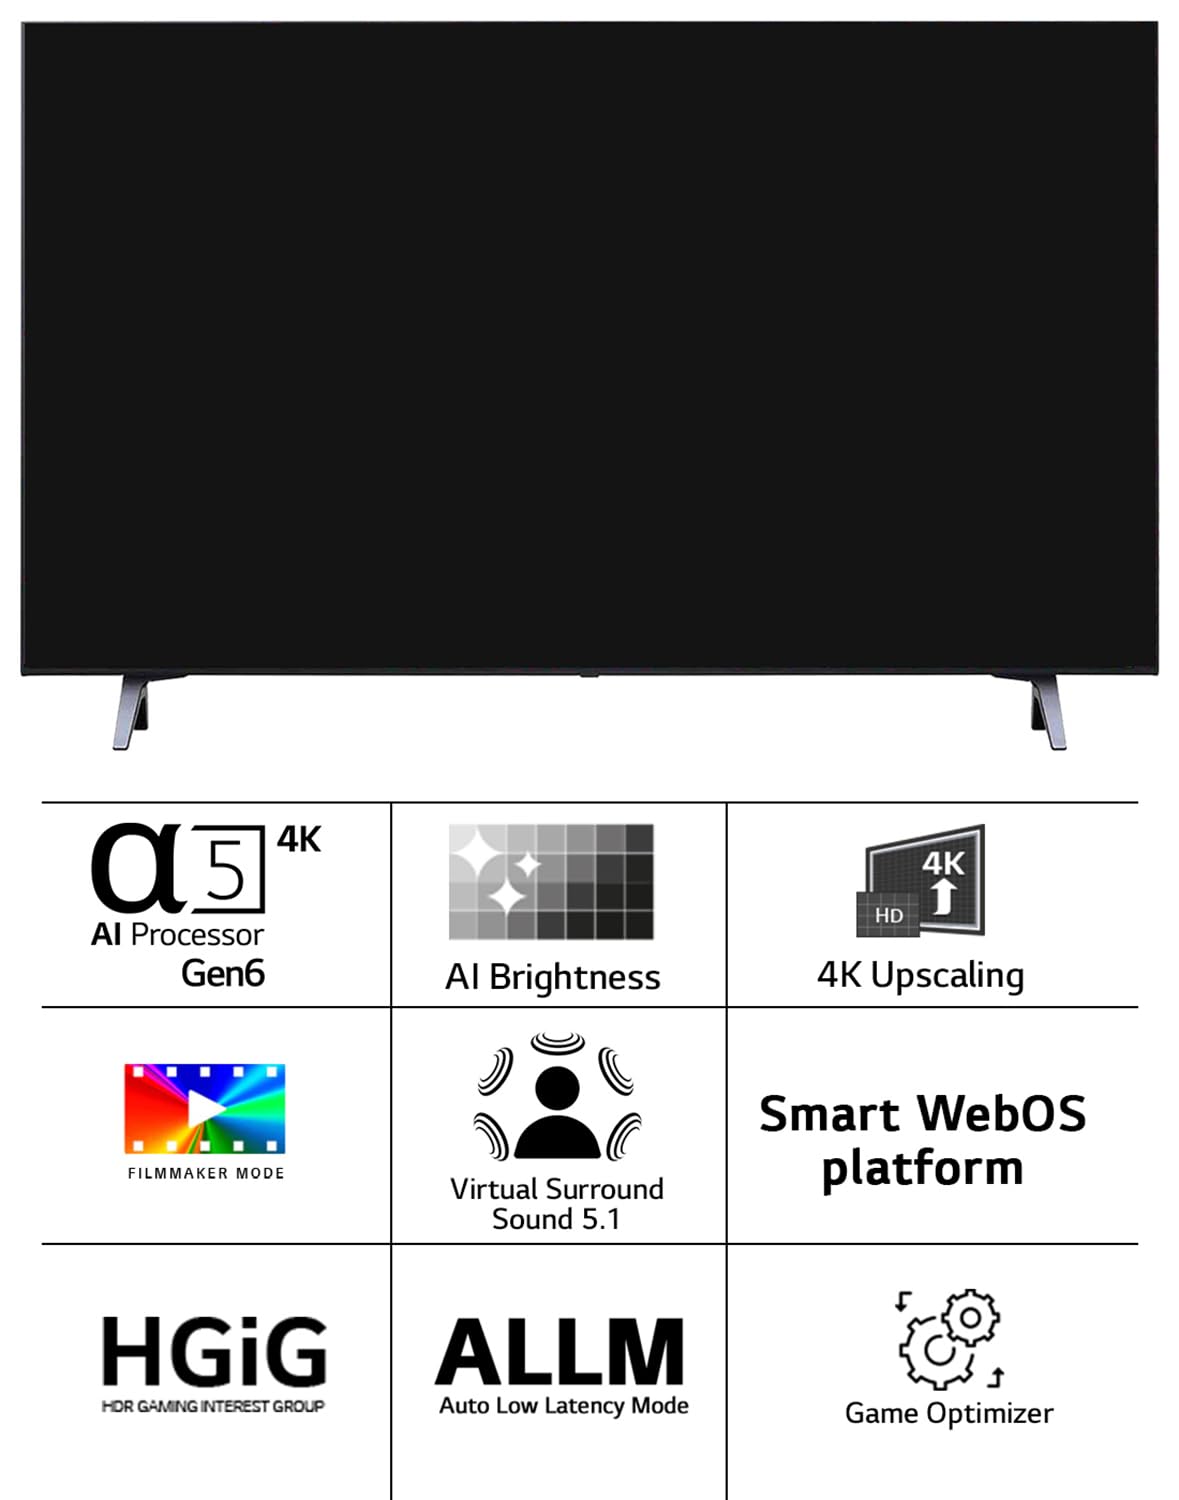 α5 4K
AI Processor
Gen6
AI Brightness
4K
HD
4K Upscaling
FILMMAKER MODE
Virtual Surround
Sound 5.1
Smart WebOS
platform
HGiG
HDR GAMING INTEREST GROUP
ALLM
Auto Low Latency Mode
Game Optimizer